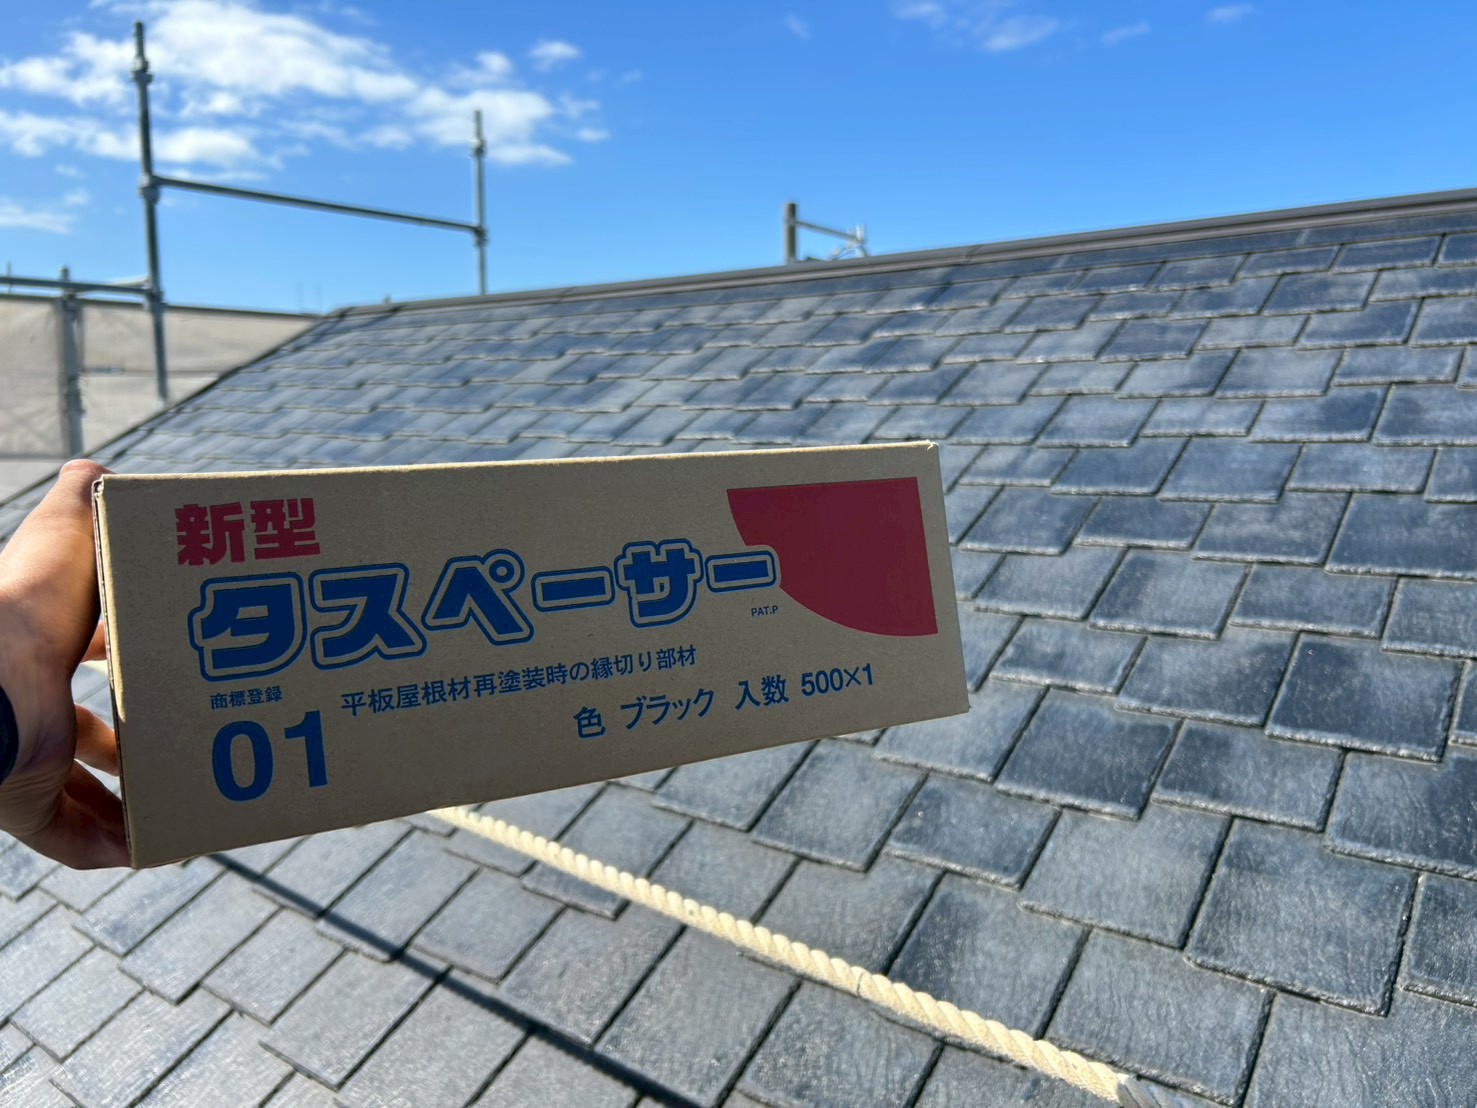 新型
タスペーサー
PAT.P
商標登録
平板屋根材再塗装時の縁切り部材
01
色 ブラック 入数 500×1